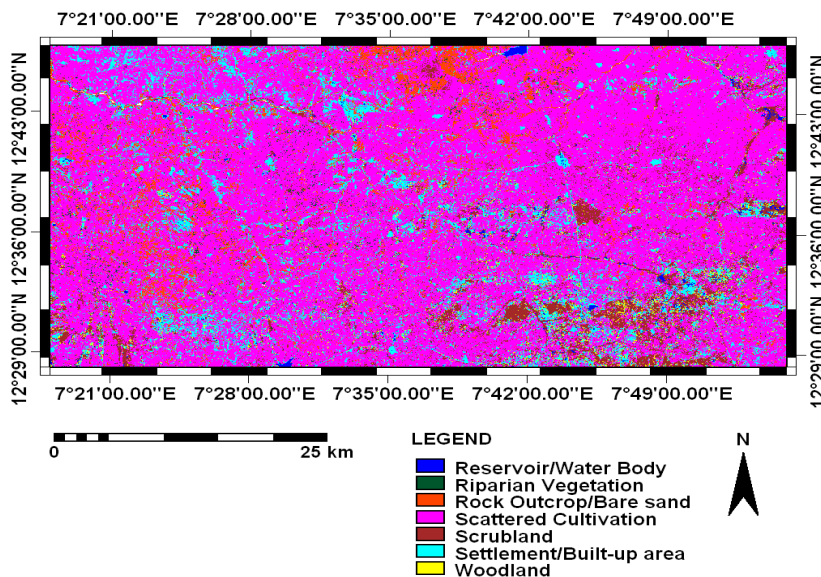 7°21'00.00''E 7°28'00.00''E 7°35'00.00''E 7°42'00.00''E 7°49'00.00''E
12°43'00.00''N
12°36'00.00''N
12°29'00.00''N
12°43'00.00''N
12°36'00.00''N
12°29'00.00''N
7°21'00.00''E 7°28'00.00''E 7°35'00.00''E 7°42'00.00''E 7°49'00.00''E
0 25 km
LEGEND
Reservoir/Water Body
Riparian Vegetation
Rock Outcrop/Bare sand
Scattered Cultivation
Scrubland
Settlement/Built-up area
Woodland
N